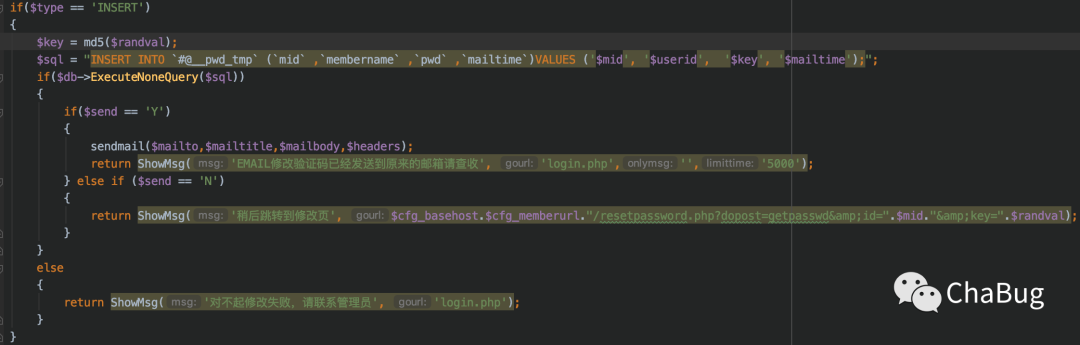 if($type == 'INSERT')
{
$key = md5($randval);
$sql = "INSERT INTO `#@__pwd_tmp` (`mid` ,`membername` ,`pwd` ,`mailtime`)VALUES ('$mid', '$userid',  '$key', '$mailtime');";
if($db->ExecuteNoneQuery($sql))
{
if($send == 'Y')
{
sendmail($mailto,$mailtitle,$mailbody,$headers);
return ShowMsg( msg: 'EMAIL修改验证码已经发送到原来的邮箱请查收', gourl: 'login.php', onlymsg: '', limittime: '5000');
} else if ($send == 'N')
{
return ShowMsg( msg: '稍后跳转到修改页', gourl: $cfg_basehost.$cfg_memberurl."/resetpassword.php?dopost=getpasswd&amp;id=".$mid."&amp;key=".$randval);
}
}
else
{
return ShowMsg( msg: '对不起修改失败，请联系管理员', gourl: 'login.php');
}
}
ChaBug